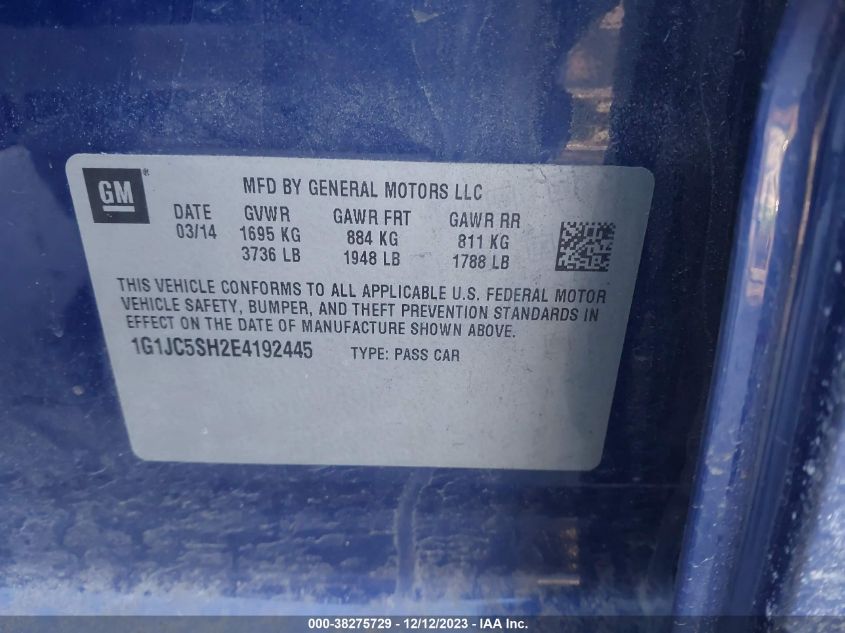 GM
MFD BY GENERAL MOTORS LLC
DATE GVWR GAWR FRT GAWR RR
03/14 1695 KG 884 KG 811 KG
3736 LB 1948 LB 1788 LB
THIS VEHICLE CONFORMS TO ALL APPLICABLE U.S. FEDERAL MOTOR
VEHICLE SAFETY, BUMPER, AND THEFT PREVENTION STANDARDS IN
EFFECT ON THE DATE OF MANUFACTURE SHOWN ABOVE.
1G1JC5SH2E4192445 TYPE: PASS CAR
000-38275729 - 12/12/2023 - IAA Inc.